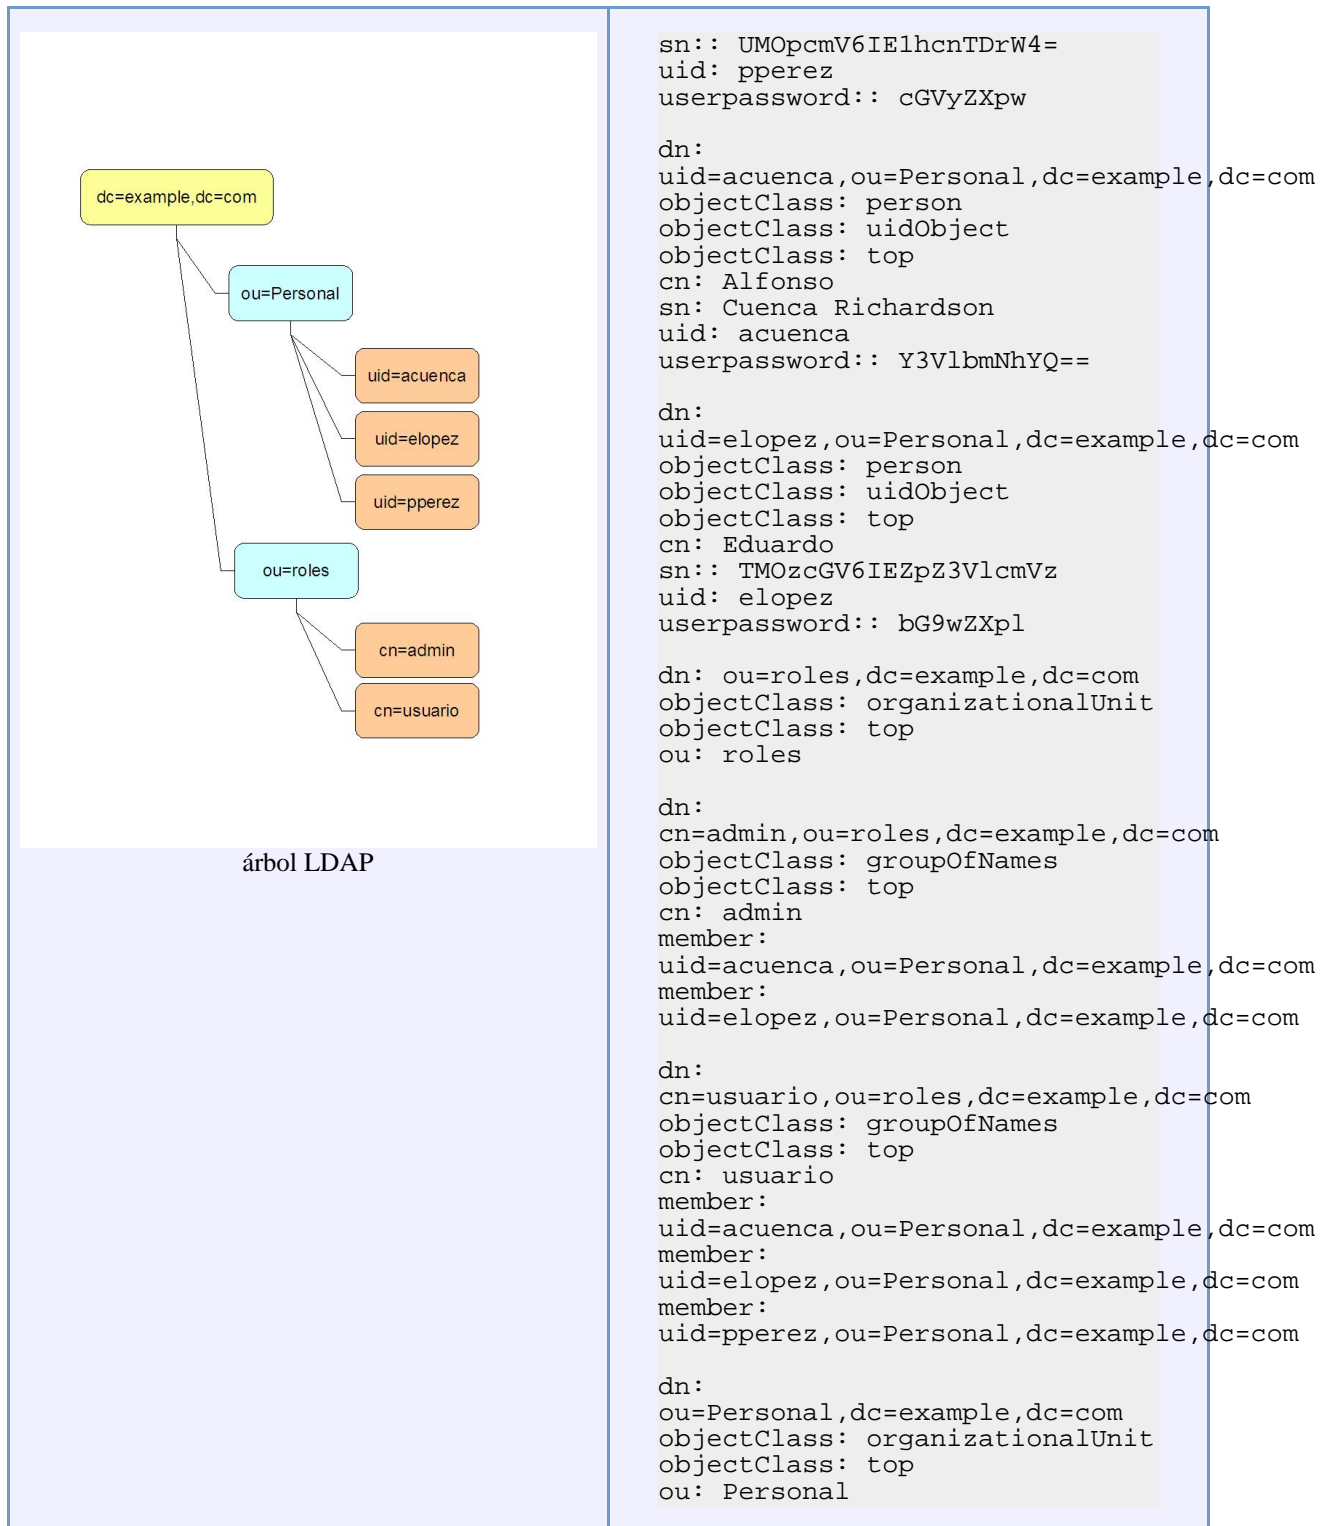 dc=example,dc=com
ou=Personal
uid=acuenca
uid=elopez
uid=pperez
ou=roles
cn=admin
cn=usuario
árbol LDAP
sn:: UMOpcmV6IE1hcnTDrW4=
uid: pperez
userpassword:: cGVyZXpw
dn:
uid=acuenca,ou=Personal,dc=example,dc=com
objectClass: person
objectClass: uidObject
objectClass: top
cn: Alfonso
sn: Cuenca Richardson
uid: acuenca
userpassword:: Y3VlbmNhYQ==
dn:
uid=elopez,ou=Personal,dc=example,dc=com
objectClass: person
objectClass: uidObject
objectClass: top
cn: Eduardo
sn:: TMOzcGV6IEZpZ3VlcmVz
uid: elopez
userpassword:: bG9wZXpl
dn: ou=roles,dc=example,dc=com
objectClass: organizationalUnit
objectClass: top
ou: roles
dn:
cn=admin,ou=roles,dc=example,dc=com
objectClass: groupOfNames
objectClass: top
cn: admin
member:
uid=acuenca,ou=Personal,dc=example,dc=com
member:
uid=elopez,ou=Personal,dc=example,dc=com
dn:
cn=usuario,ou=roles,dc=example,dc=com
objectClass: groupOfNames
objectClass: top
cn: usuario
member:
uid=acuenca,ou=Personal,dc=example,dc=com
member:
uid=elopez,ou=Personal,dc=example,dc=com
member:
uid=pperez,ou=Personal,dc=example,dc=com
dn:
ou=Personal,dc=example,dc=com
objectClass: organizationalUnit
objectClass: top
ou: Personal